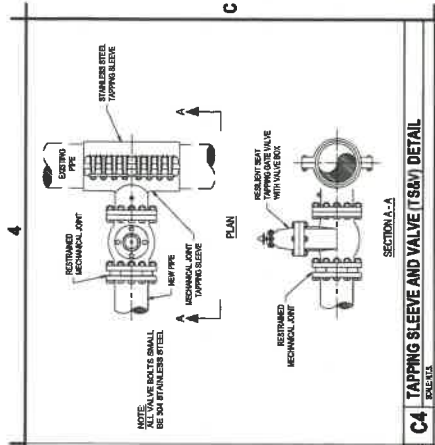 4
C
STAINLESS STEEL
TAPPING SLEEVE
EXISTING
PIPE
A
RESTRAINED
MECHANICAL JOINT
PLAN
MECHANICAL JOINT
TAPPING SLEEVE
NEW PIPE
A
NOTE:
ALL VALVE BOLTS SMALL
BE 304 STAINLESS STEEL
RESILIENT SEAT
TAPPING GATE VALVE
WITH VALVE BOX
RESTRAINED
MECHANICAL JOINT
SECTION A - A
C4
TAPPING SLEEVE AND VALVE (TS&V) DETAIL
SCALE: N.T.S.